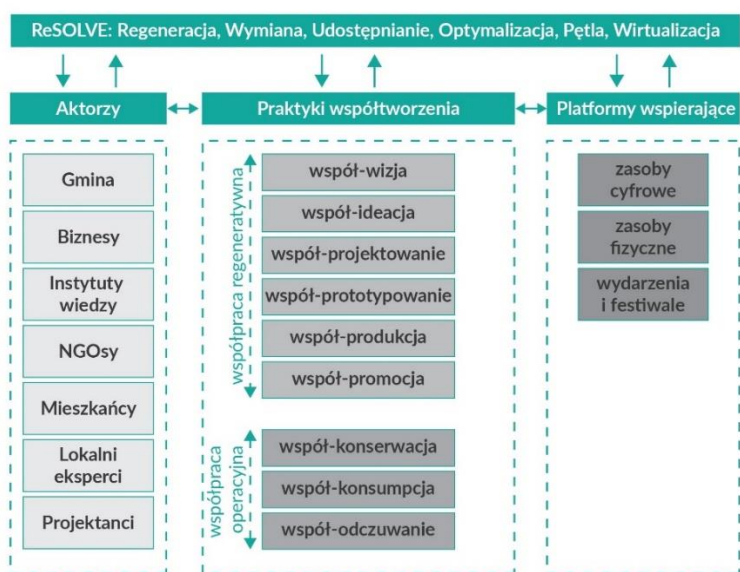 ReSOLVE: Regeneracja, Wymiana, Udostępnianie, Optymalizacja, Pętla, Wirtualizacja
Aktorzy
Praktyki współtworzenia
Platformy wspierające
Gmina
Biznesy
Instytuty
wiedzy
NGOsy
Mieszkańcy
Lokalni
eksperci
Projektanci
współpraca regeneratywna
współ-wizja
współ-ideacja
współ-projektowanie
współ-prototypowanie
współ-produkcja
współ-promocja
współpraca
operacyjna
współ-konserwacja
współ-konsumpcja
współ-odczuwanie
zasoby
cyfrowe
zasoby
fizyczne
wydarzenia
i festiwale